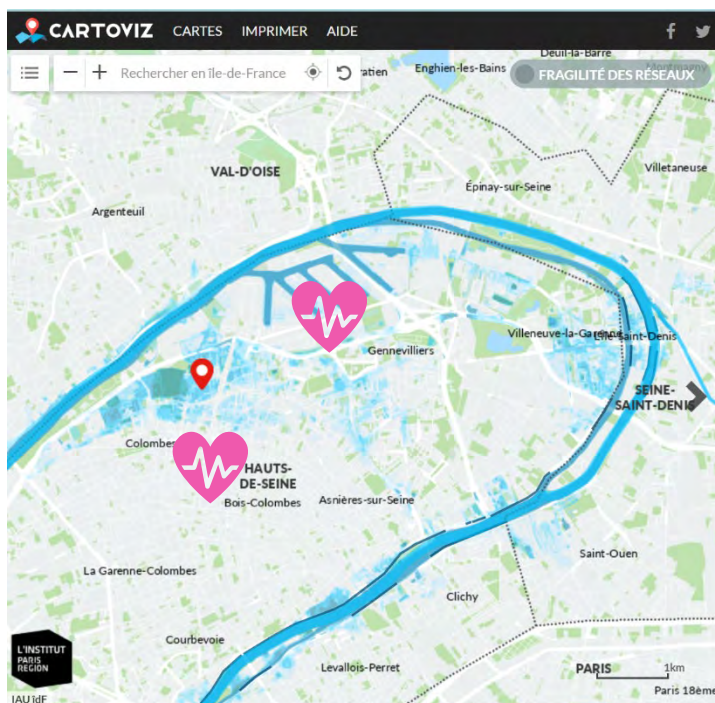 CARTOVIZ CARTES IMPRIMER AIDE
Rechercher en île-de-France
FRAGILITÉ DES RÉSEAUX
Deuil-la-Barre
Enghien-les-Bains
VAL-D'OISE
Villetaneuse
Épinay-sur-Seine
Argenteuil
Villeneuve-la-Garenne
L'Île-Saint-Denis
Gennevilliers
SEINE-
SAINT-DENIS
Colombes
HAUTS-
DE-SEINE
Bois-Colombes
Asnières-sur-Seine
Saint-Ouen
La Garenne-Colombes
Clichy
Courbevoie
L'INSTITUT
PARIS
REGION
Levallois-Perret
PARIS
1km
Paris 18ème
IAU îdF